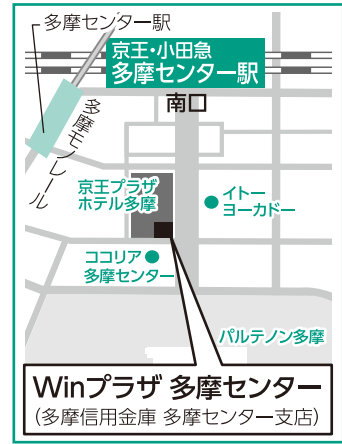 多摩センター駅
京王・小田急
多摩センター駅
南口
多摩モノレール
京王プラザ
ホテル多摩
イトー
ヨーカドー
ココリア
多摩センター
パルテノン多摩
Winプラザ 多摩センター
(多摩信用金庫 多摩センター支店)